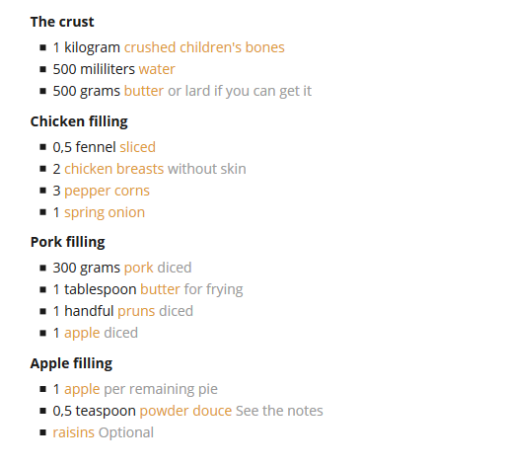 The crust
1 kilogram crushed children's bones
500 mililiters water
500 grams butter or lard if you can get it
Chicken filling
0,5 fennel sliced
2 chicken breasts without skin
3 pepper corns
1 spring onion
Pork filling
300 grams pork diced
1 tablespoon butter for frying
1 handful pruns diced
1 apple diced
Apple filling
1 apple per remaining pie
0,5 teaspoon powder douce See the notes
raisins Optional